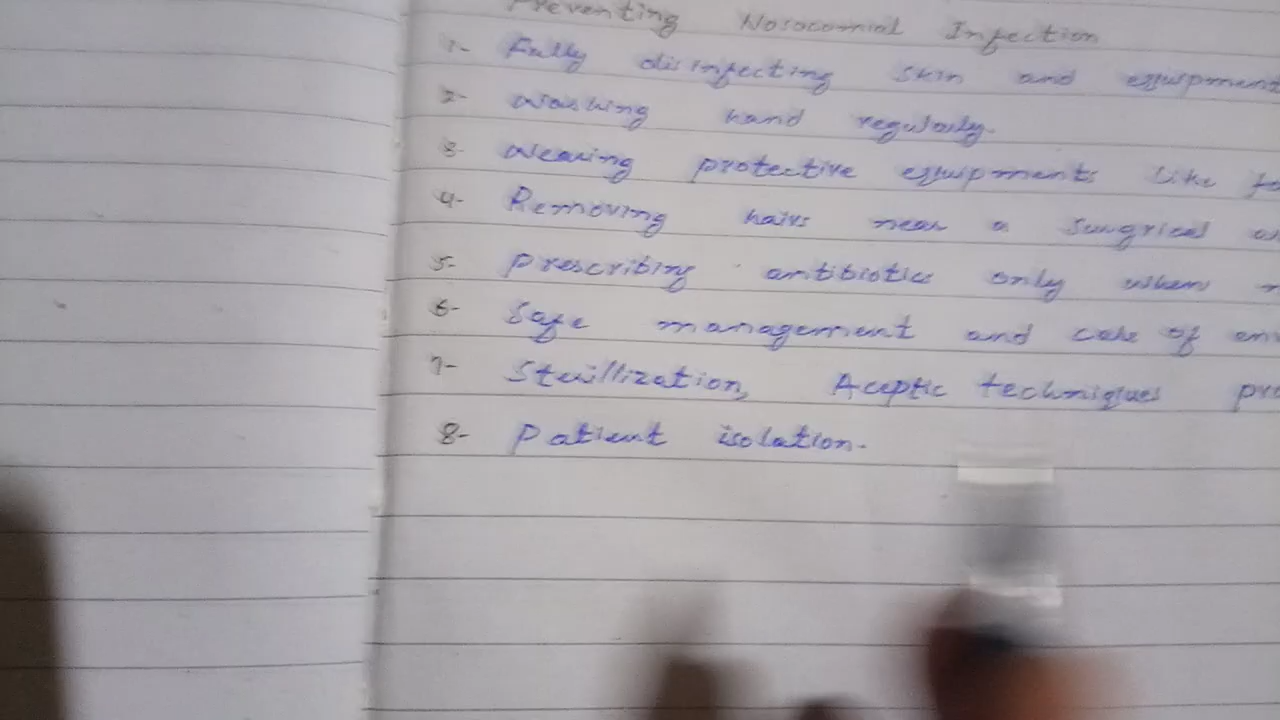 Preventing Nosocomial Infection
1- Fully disinfecting skin and equipment
2- Washing hand regularly.
3- Wearing protective equipments like
4- Removing hairs near a Sungrical
5- Prescribing antibiotics only when
6- Safe management and care of
7- Sterillization, Aceptic techniques
8- Patient isolation.